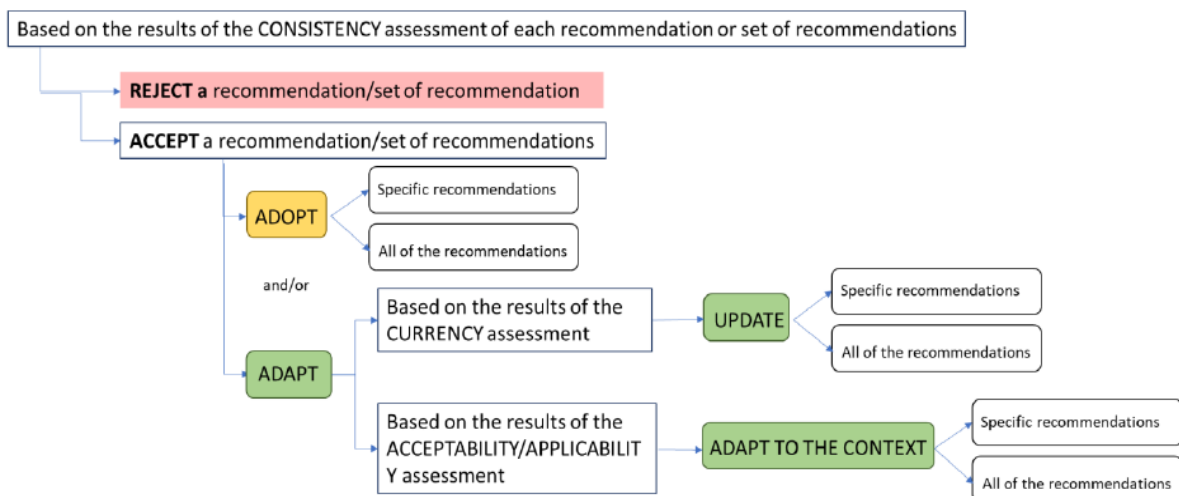 Based on the results of the CONSISTENCY assessment of each recommendation or set of recommendations
REJECT a recommendation/set of recommendation
ACCEPT a recommendation/set of recommendations
ADOPT
Specific recommendations
All of the recommendations
and/or
ADAPT
Based on the results of the
CURRENCY assessment
UPDATE
Specific recommendations
All of the recommendations
Based on the results of the
ACCEPTABILITY/APPLICABILIT
Y assessment
ADAPT TO THE CONTEXT
Specific recommendations
All of the recommendations